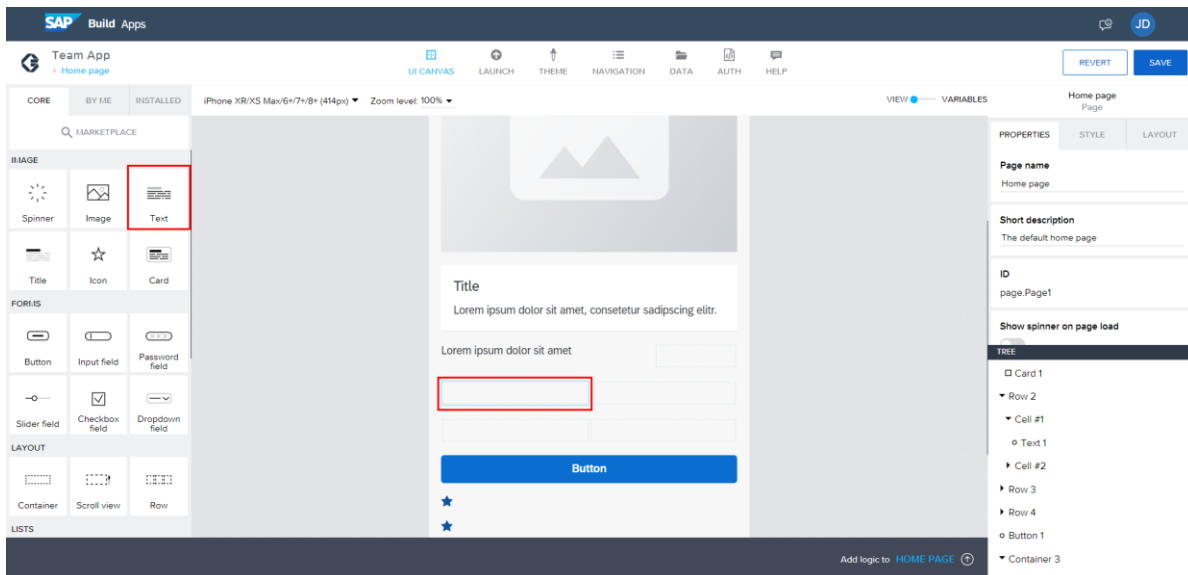 SAP Build Apps
JD
Team App
Home page
UI CANVAS LAUNCH THEME NAVIGATION DATA AUTH HELP
REVERT SAVE
CORE BY ME INSTALLED
iPhone XR/XS Max/6+/7+/8+ (414px) Zoom level: 100%
VIEW VARIABLES
Home page
Page
MARKETPLACE
PROPERTIES STYLE LAYOUT
IMAGE
Spinner Image Text
Title Icon Card
FORMS
Button Input field Password field
Slider field Checkbox field Dropdown field
LAYOUT
Container Scroll view Row
LISTS
Title
Lorem ipsum dolor sit amet, consetetur sadipscing elitr.
Lorem ipsum dolor sit amet
Button
Page name
Home page
Short description
The default home page
ID
page.Page1
Show spinner on page load
TREE
Card 1
Row 2
Cell #1
Text 1
Cell #2
Row 3
Row 4
Button 1
Container 3
Add logic to HOME PAGE